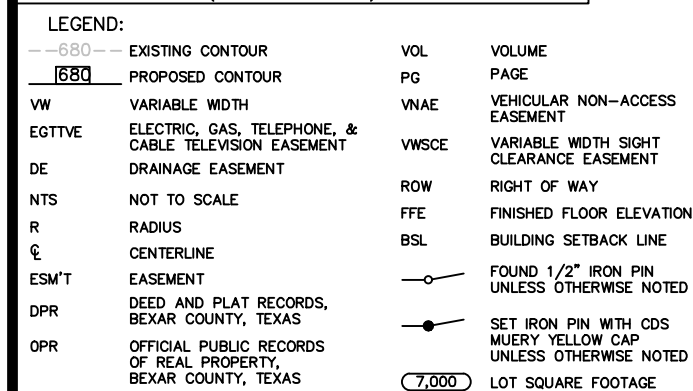 LEGEND:
--680-- EXISTING CONTOUR
680 PROPOSED CONTOUR
VW VARIABLE WIDTH
EGTTVE ELECTRIC, GAS, TELEPHONE, &
CABLE TELEVISION EASEMENT
DE DRAINAGE EASEMENT
NTS NOT TO SCALE
R RADIUS
℄ CENTERLINE
ESM'T EASEMENT
DPR DEED AND PLAT RECORDS,
BEXAR COUNTY, TEXAS
OPR OFFICIAL PUBLIC RECORDS
OF REAL PROPERTY,
BEXAR COUNTY, TEXAS
VOL VOLUME
PG PAGE
VNAE VEHICULAR NON-ACCESS
EASEMENT
VWSCE VARIABLE WIDTH SIGHT
CLEARANCE EASEMENT
ROW RIGHT OF WAY
FFE FINISHED FLOOR ELEVATION
BSL BUILDING SETBACK LINE
FOUND 1/2" IRON PIN
UNLESS OTHERWISE NOTED
SET IRON PIN WITH CDS
MUERY YELLOW CAP
UNLESS OTHERWISE NOTED
7,000 LOT SQUARE FOOTAGE